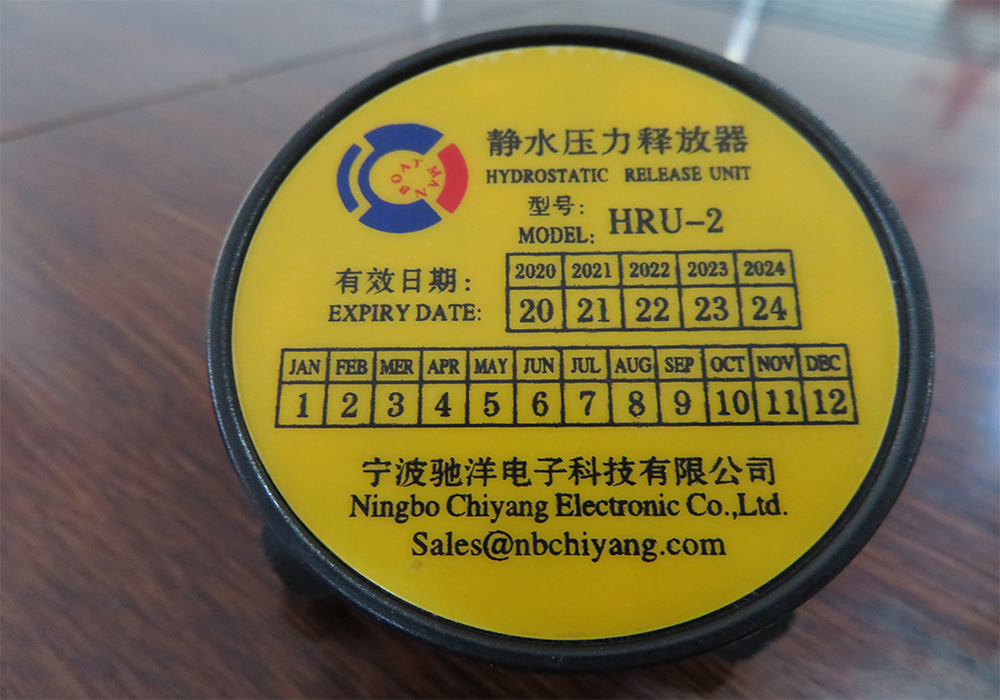 BOATMAN
静水压力释放器
HYDROSTATIC RELEASE UNIT
型号:
MODEL: HRU-2
2020 2021 2022 2023 2024
有效日期:
EXPIRY DATE: 20 21 22 23 24
JAN FEB MER APR MAY JUN JUL AUG SEP OCT NOV DEC
1 2 3 4 5 6 7 8 9 10 11 12
宁波驰洋电子科技有限公司
Ningbo Chiyang Electronic Co.,Ltd.
Sales@nbchiyang.com